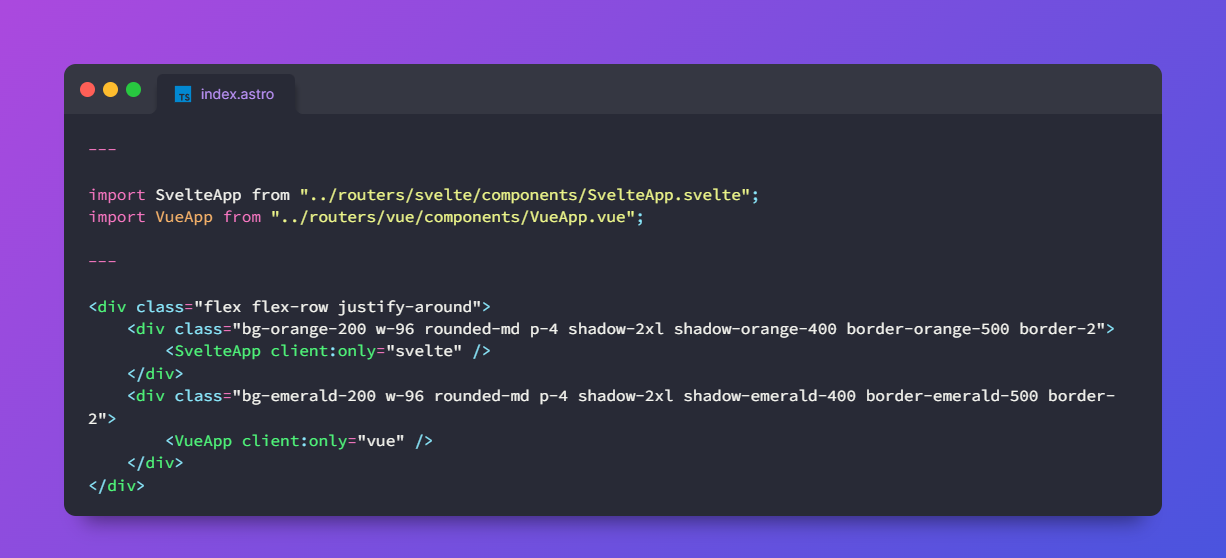 TS index.astro
---
import SvelteApp from "../routers/svelte/components/SvelteApp.svelte";
import VueApp from "../routers/vue/components/VueApp.vue";
---
<div class="flex flex-row justify-around">
    <div class="bg-orange-200 w-96 rounded-md p-4 shadow-2xl shadow-orange-400 border-orange-500 border-2">
        <SvelteApp client:only="svelte" />
    </div>
    <div class="bg-emerald-200 w-96 rounded-md p-4 shadow-2xl shadow-emerald-400 border-emerald-500 border-
2">
        <VueApp client:only="vue" />
    </div>
</div>